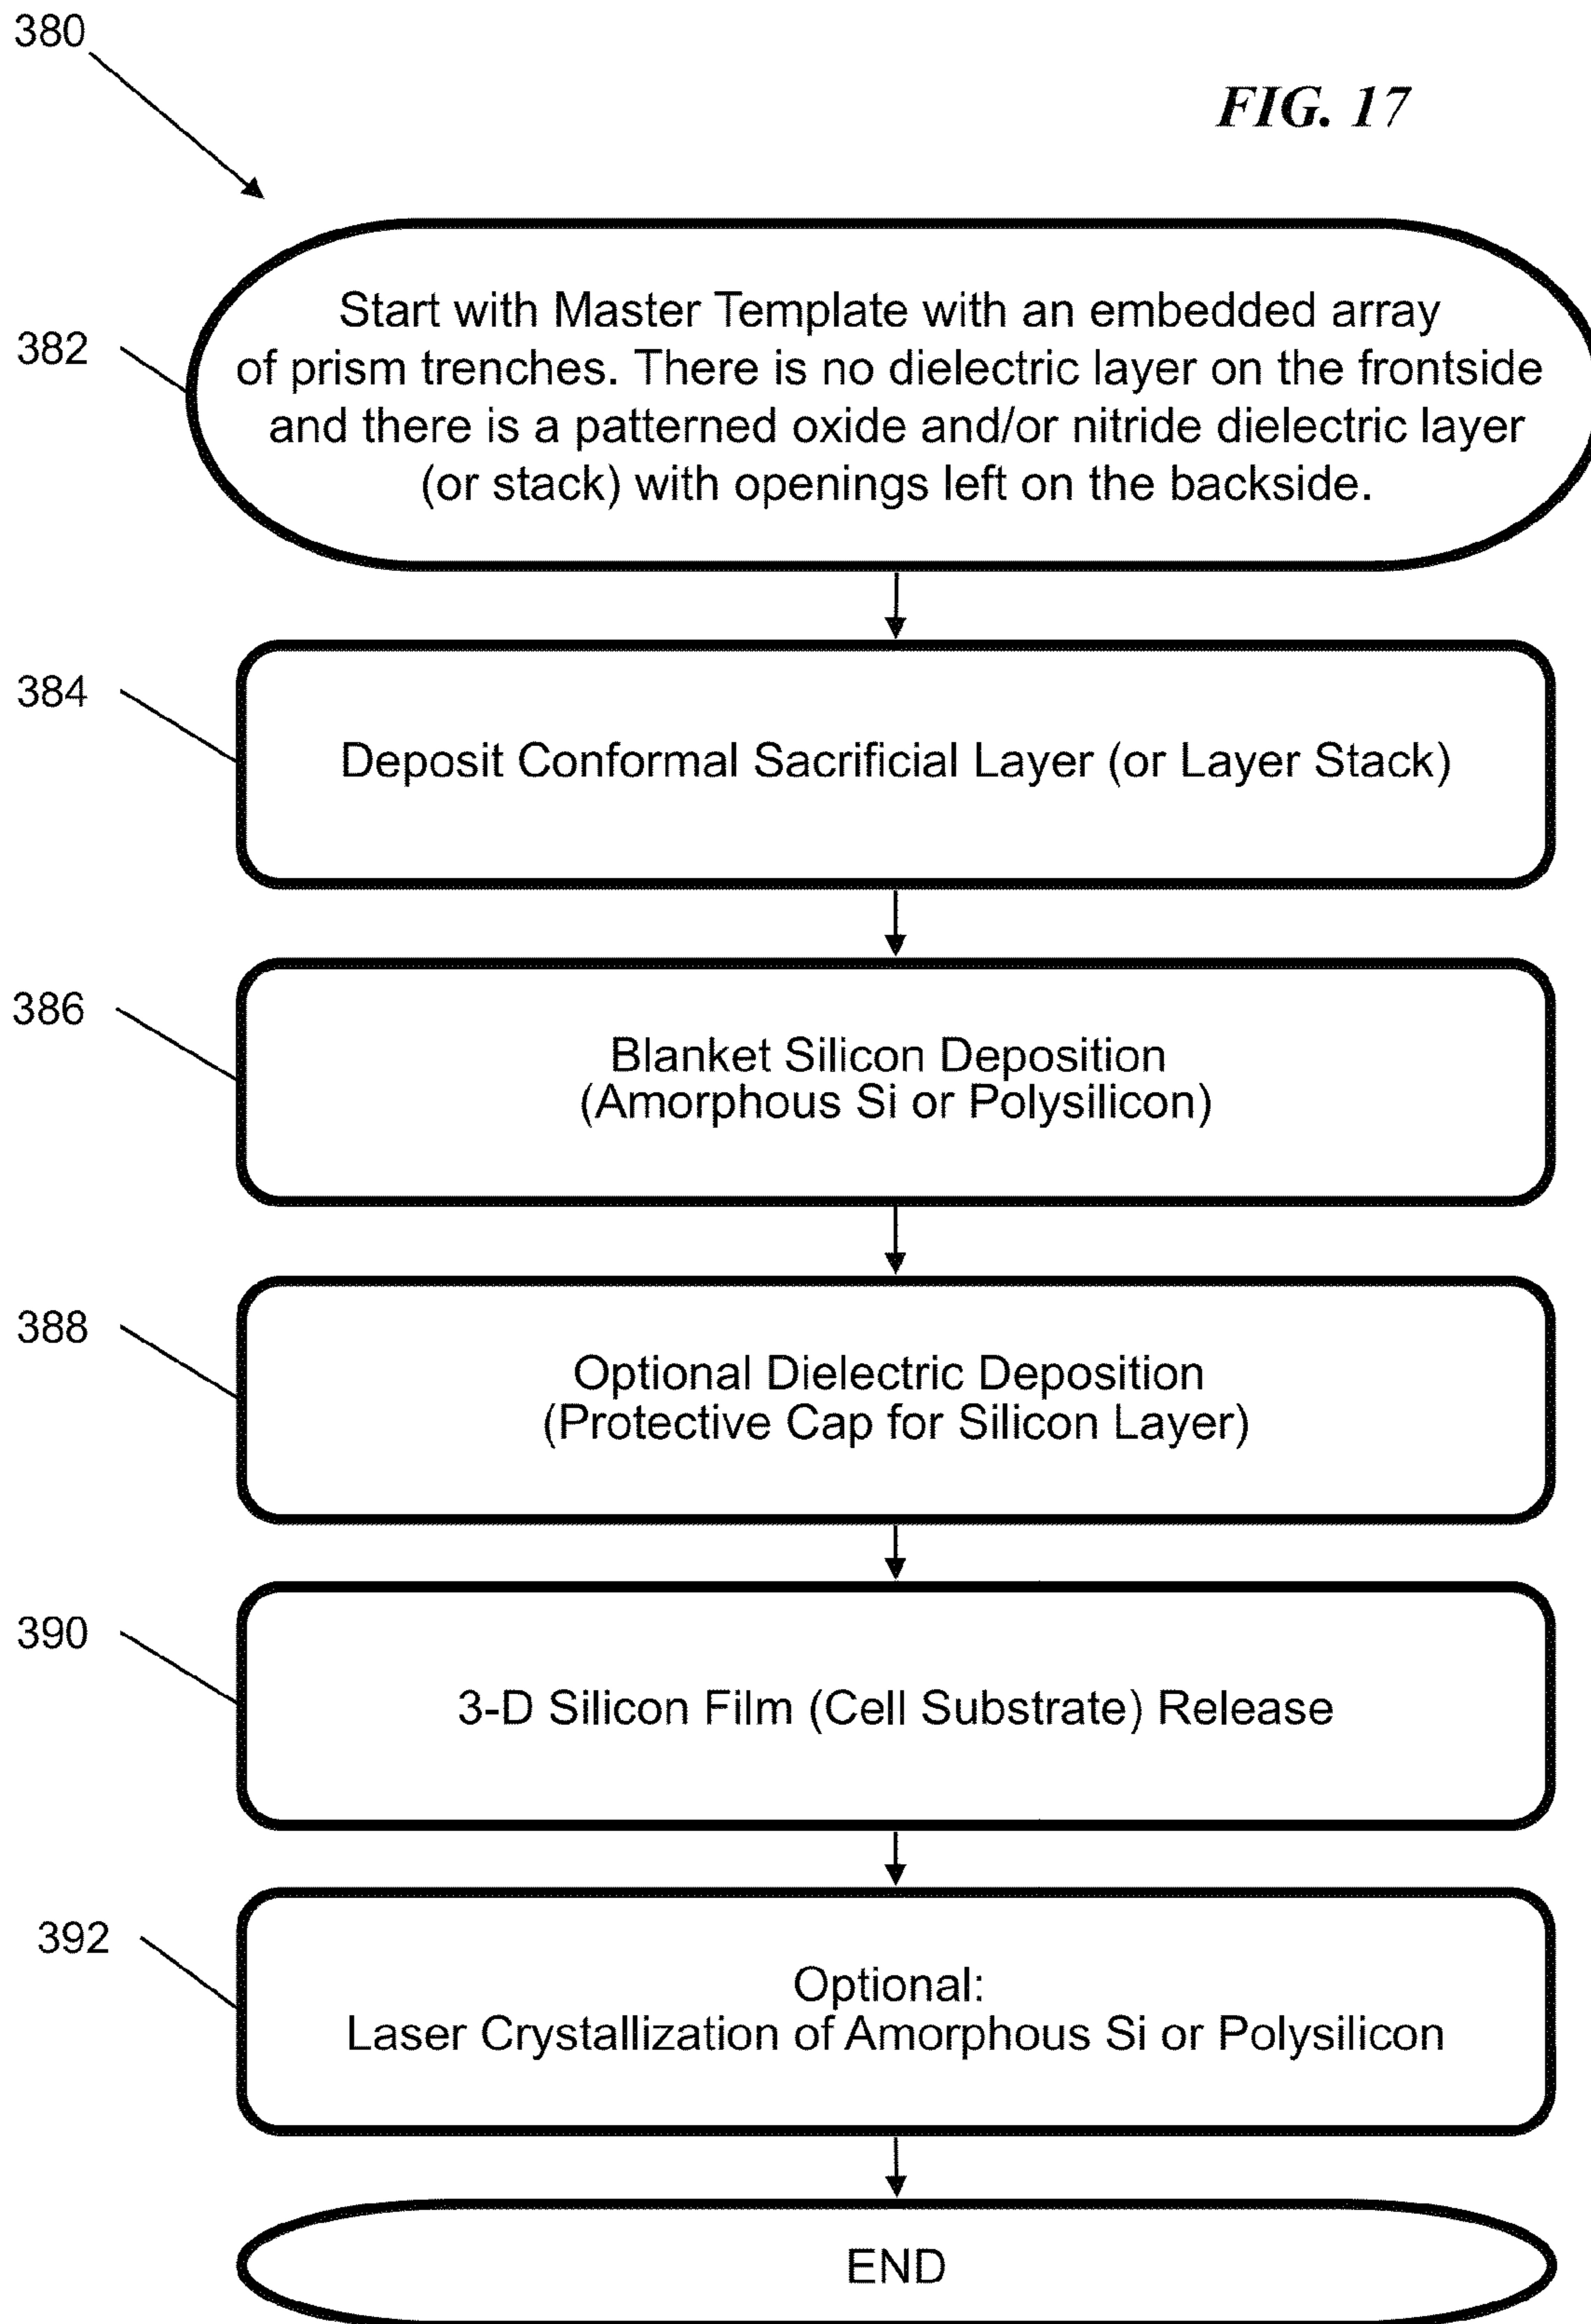 380
FIG. 17
382
Start with Master Template with an embedded array
of prism trenches. There is no dielectric layer on the frontside
and there is a patterned oxide and/or nitride dielectric layer
(or stack) with openings left on the backside.
384
Deposit Conformal Sacrificial Layer (or Layer Stack)
386
Blanket Silicon Deposition
(Amorphous Si or Polysilicon)
388
Optional Dielectric Deposition
(Protective Cap for Silicon Layer)
390
3-D Silicon Film (Cell Substrate) Release
392
Optional:
Laser Crystallization of Amorphous Si or Polysilicon
END